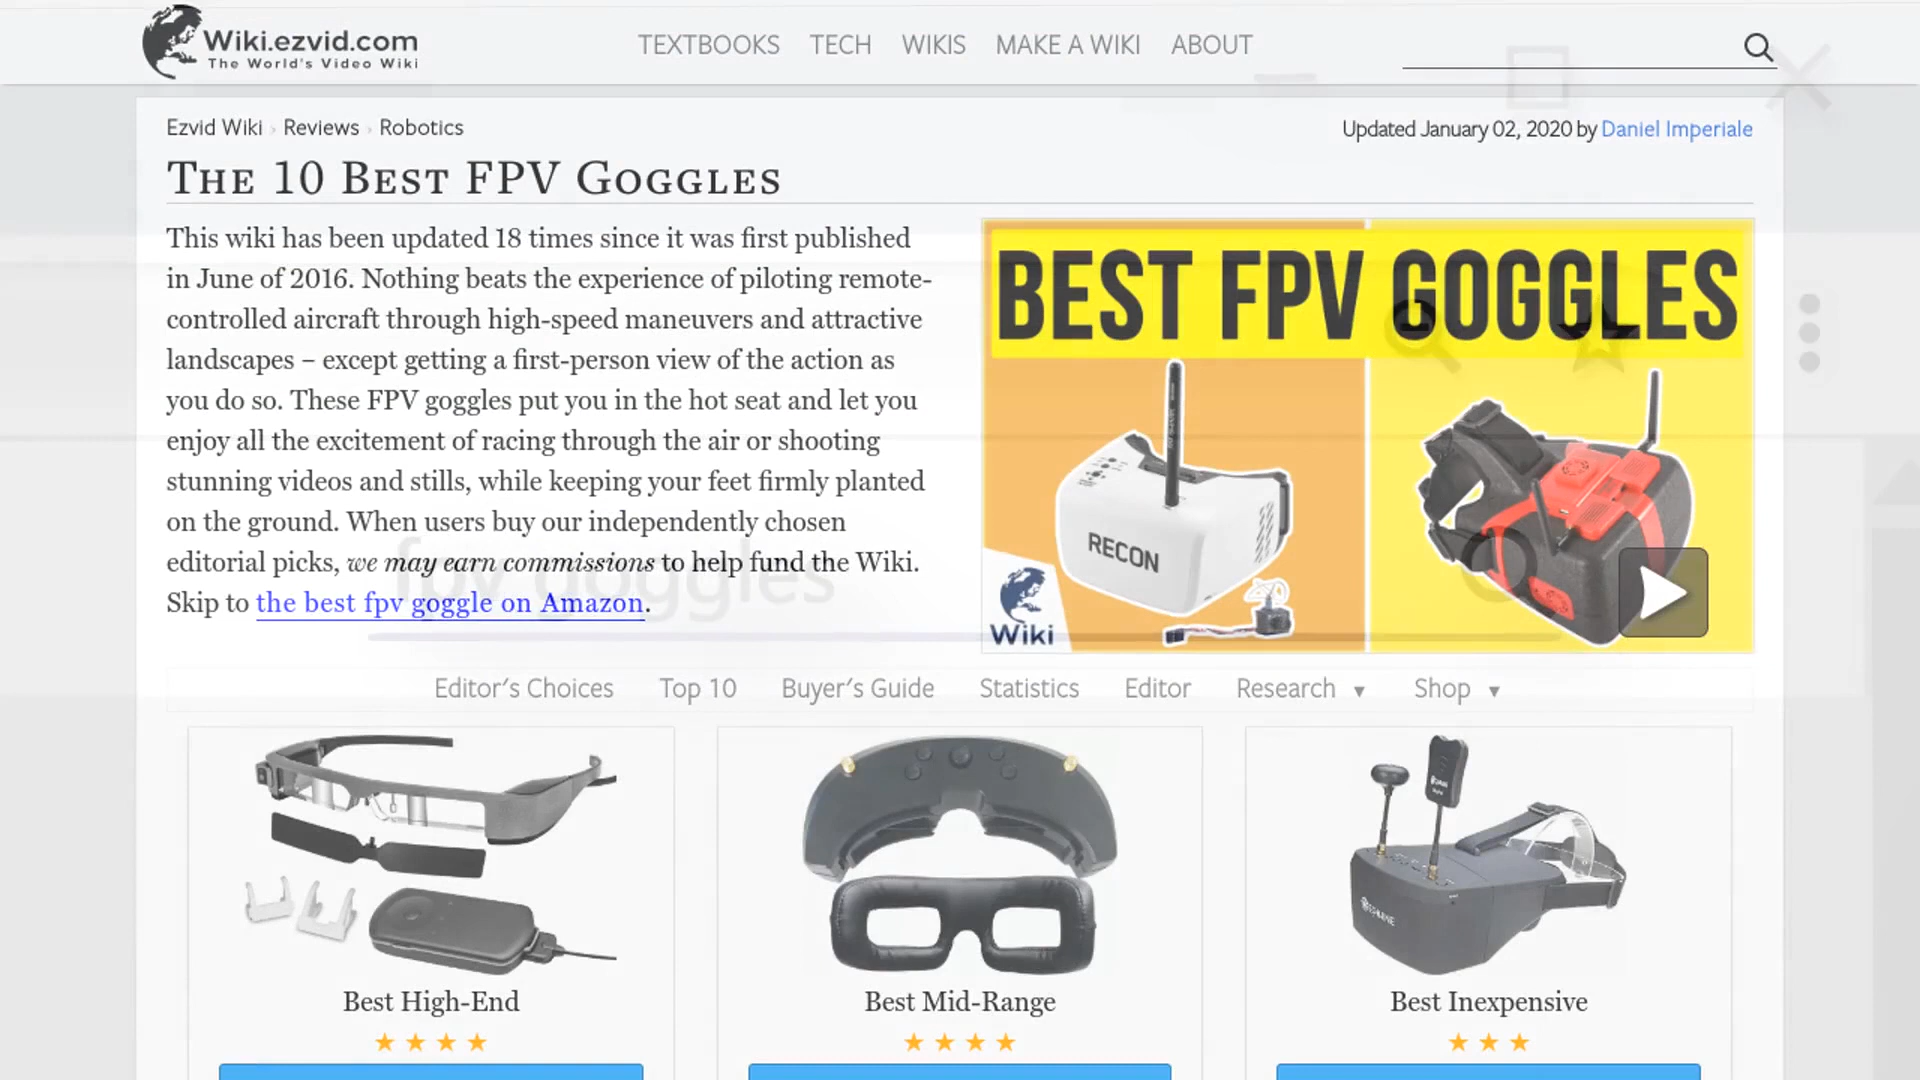 Wiki.ezvid.com
The World's Video Wiki
TEXTBOOKS TECH WIKIS MAKE A WIKI ABOUT
Ezvid Wiki › Reviews › Robotics
Updated January 02, 2020 by Daniel Imperiale
The 10 Best FPV Goggles
This wiki has been updated 18 times since it was first published
in June of 2016. Nothing beats the experience of piloting remote-
controlled aircraft through high-speed maneuvers and attractive
landscapes – except getting a first-person view of the action as
you do so. These FPV goggles put you in the hot seat and let you
enjoy all the excitement of racing through the air or shooting
stunning videos and stills, while keeping your feet firmly planted
on the ground. When users buy our independently chosen
editorial picks, we may earn commissions to help fund the Wiki.
Skip to the best fpv goggle on Amazon.
fpv goggles
BEST FPV GOGGLES
RECON
Wiki
Editor's Choices Top 10 Buyer's Guide Statistics Editor Research ▼ Shop ▼
Best High-End
Best Mid-Range
Best Inexpensive